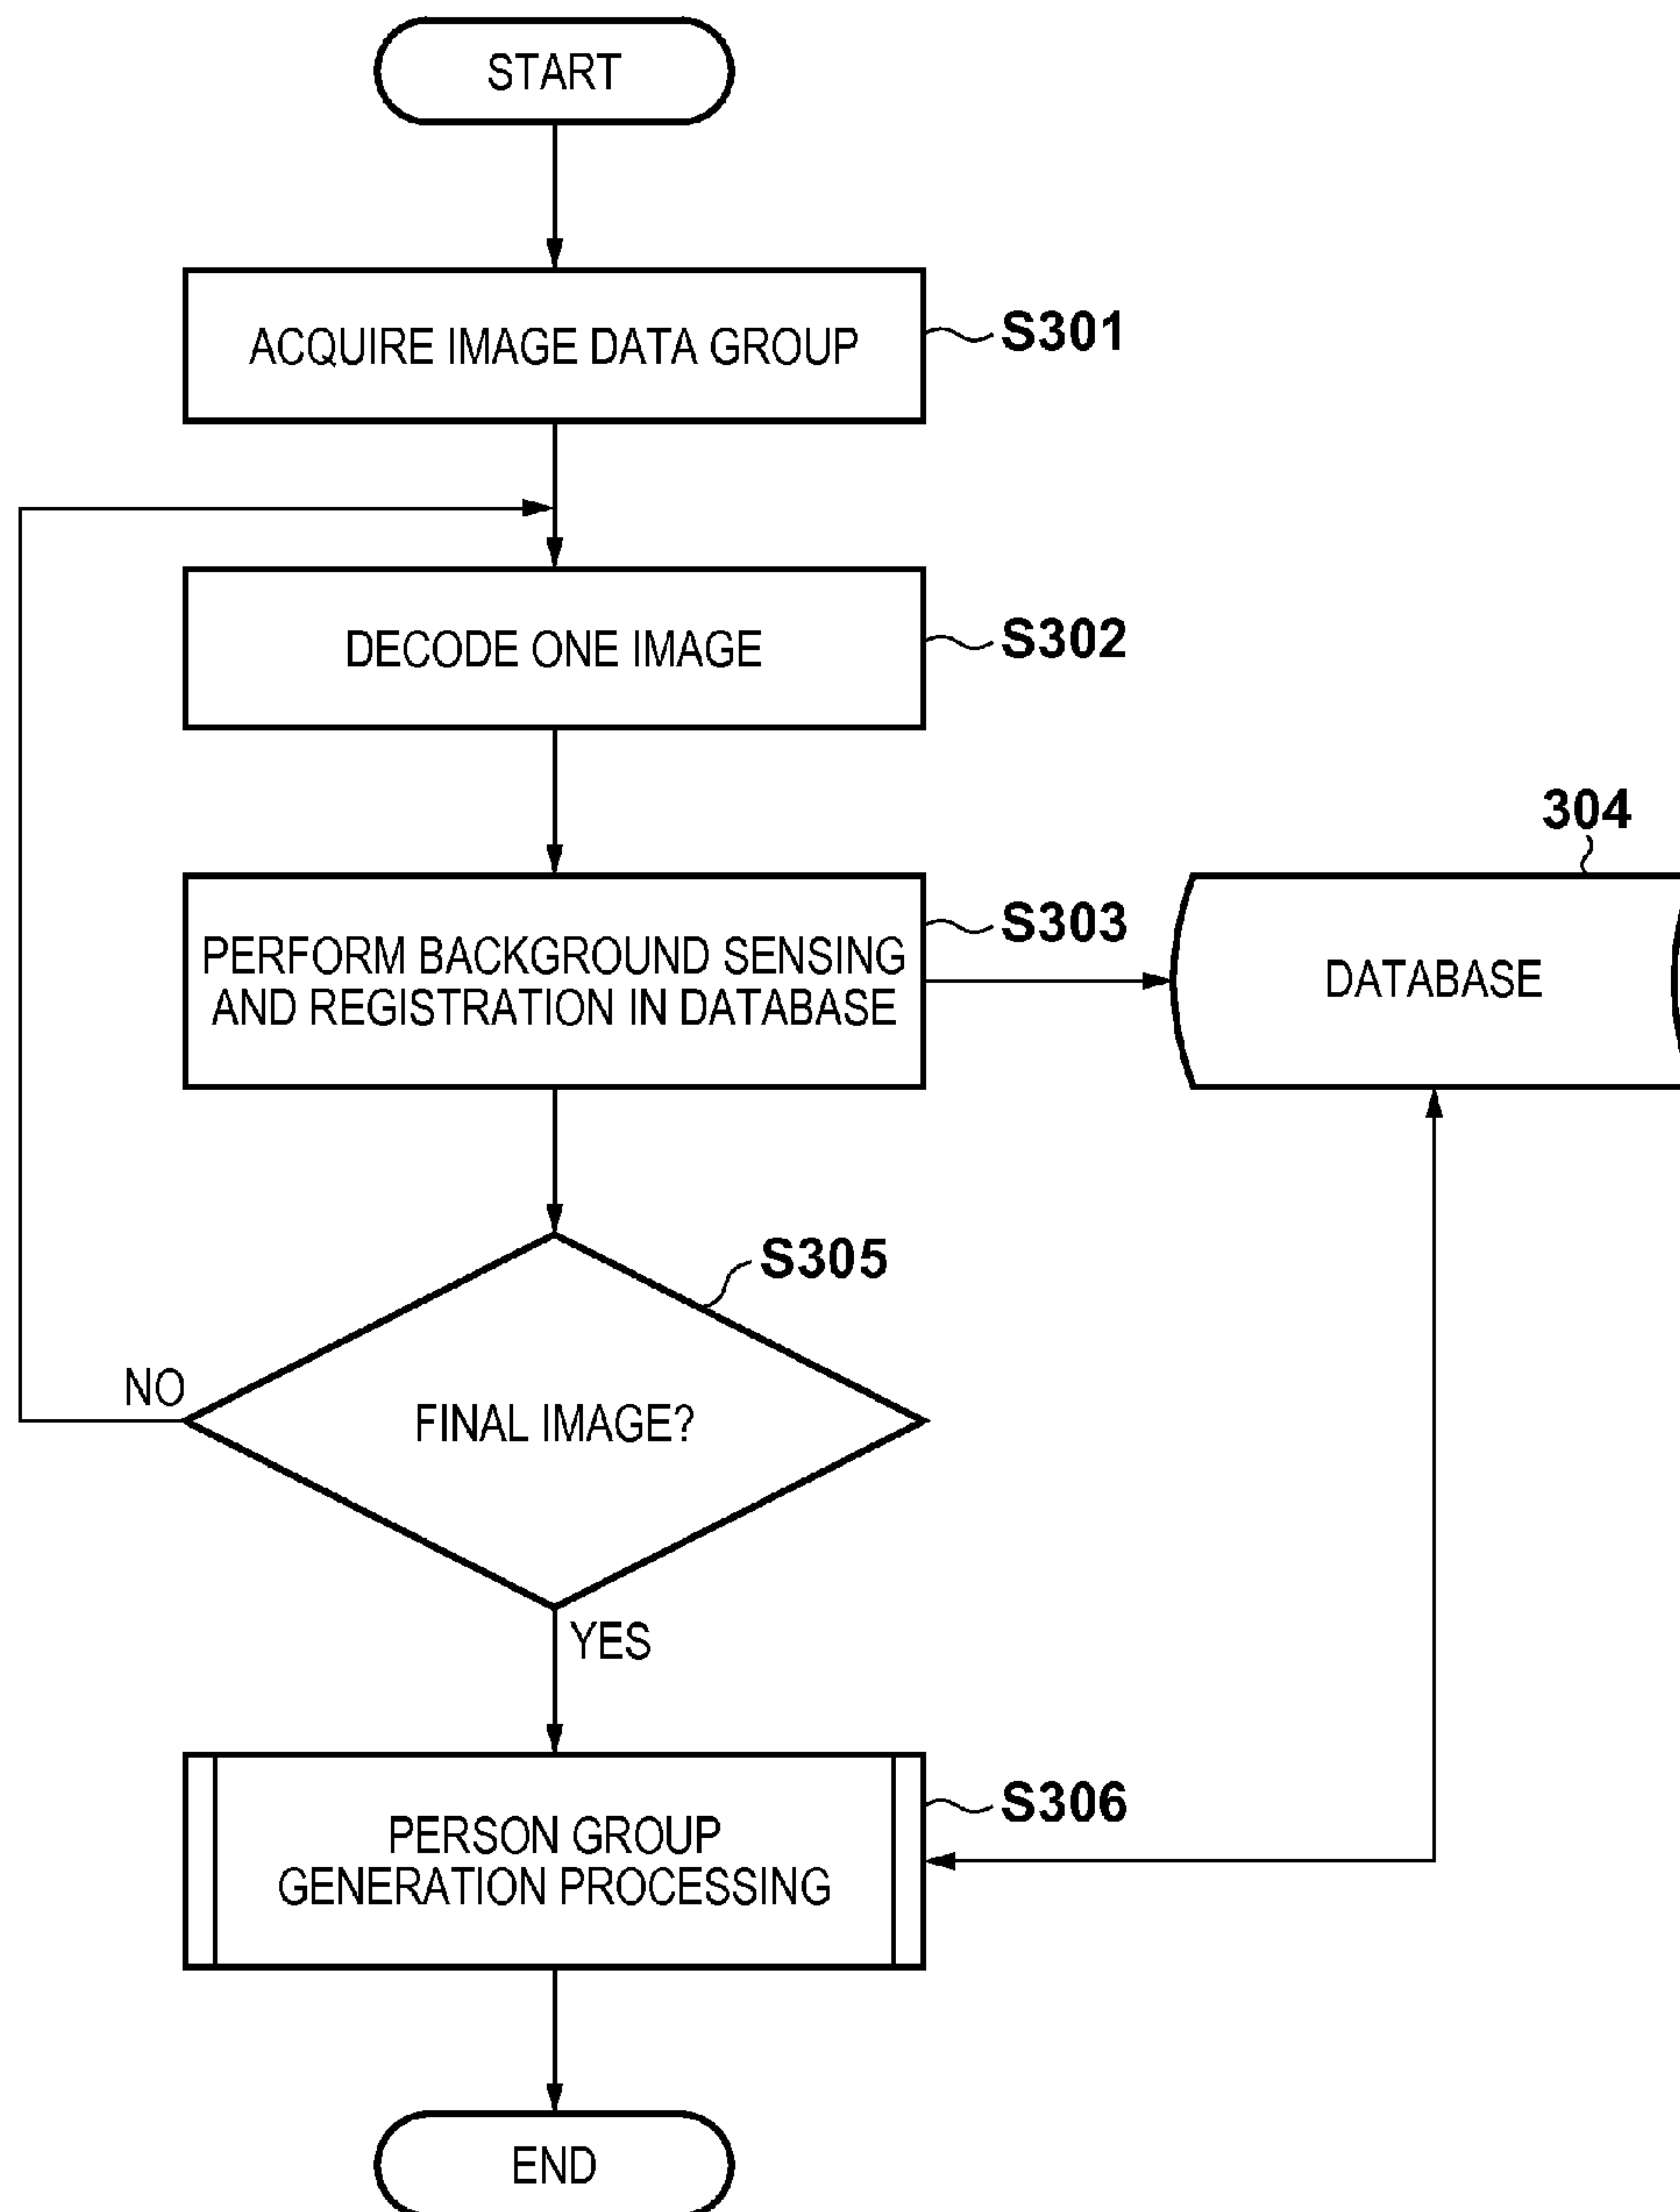 START
ACQUIRE IMAGE DATA GROUP
S301
DECODE ONE IMAGE
S302
304
PERFORM BACKGROUND SENSING
AND REGISTRATION IN DATABASE
S303
DATABASE
S305
NO
FINAL IMAGE?
YES
PERSON GROUP
GENERATION PROCESSING
S306
END